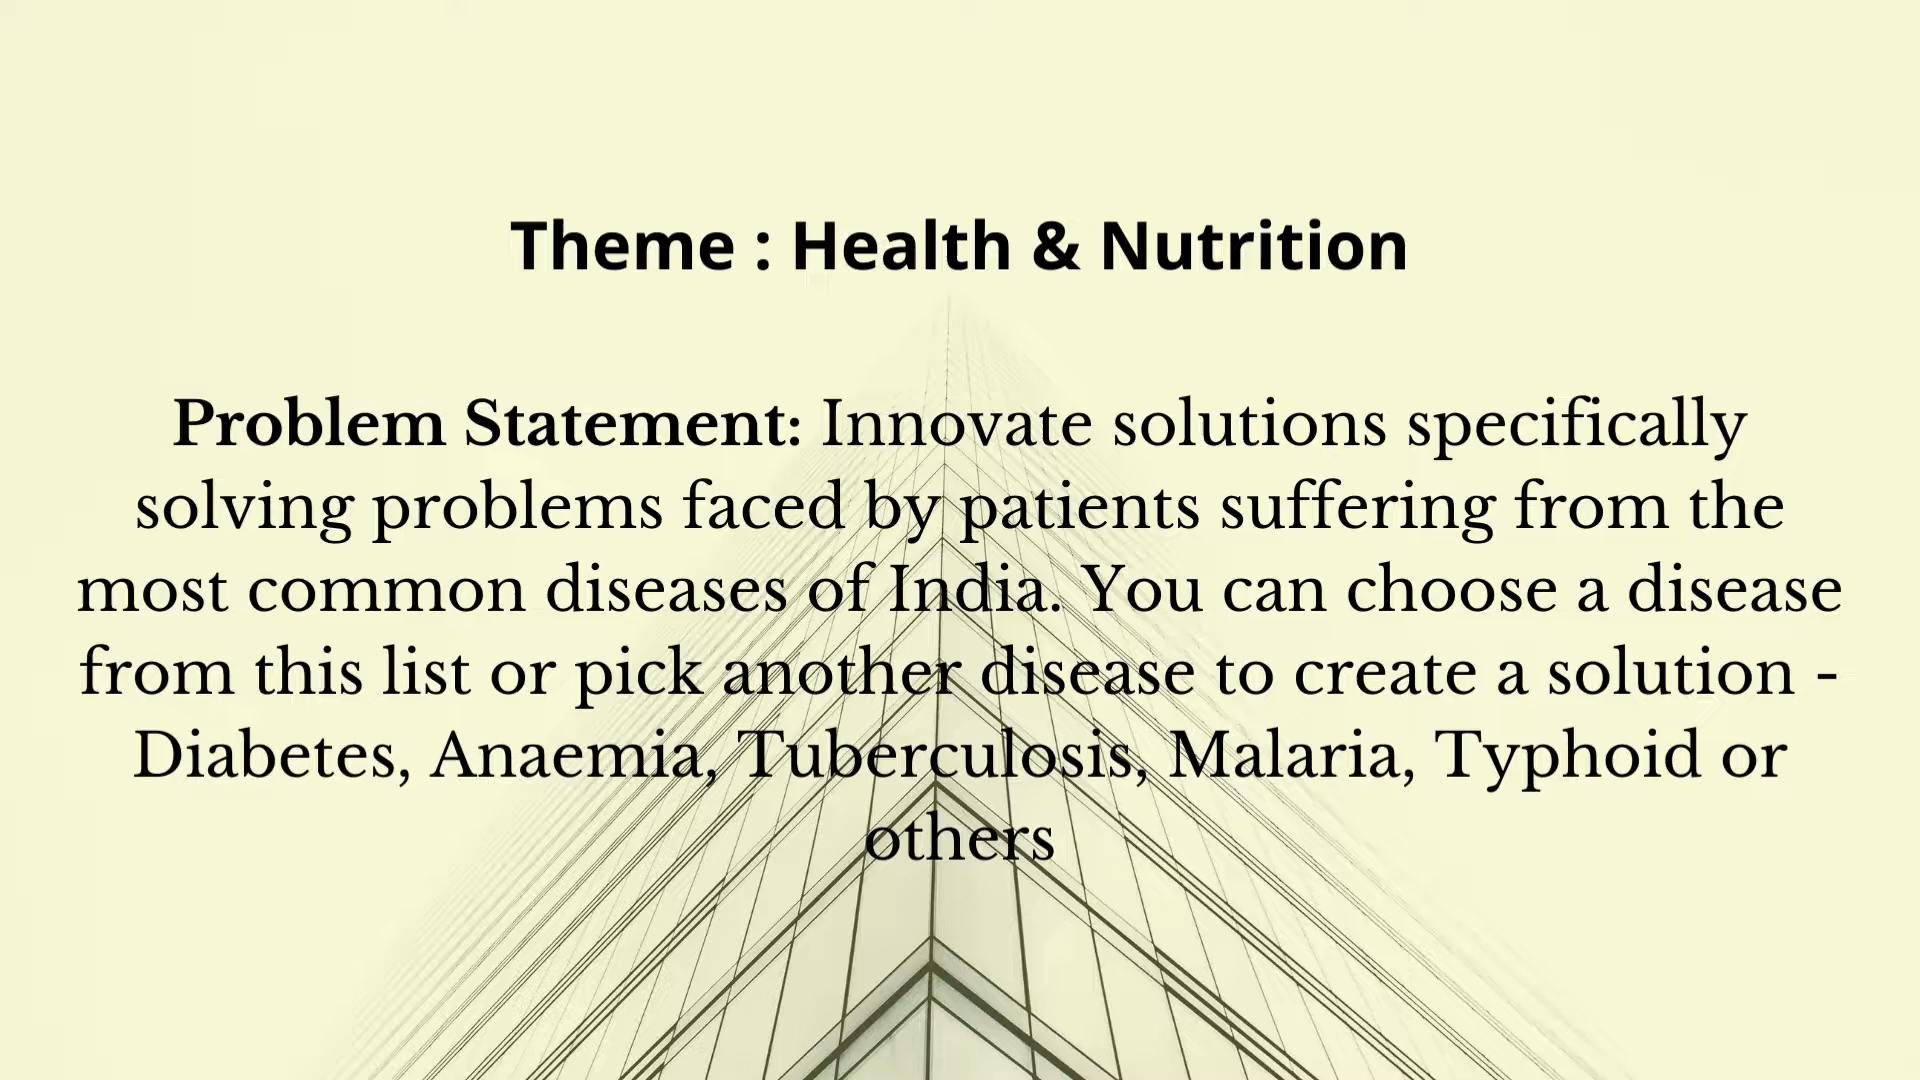 Theme : Health & Nutrition
Problem Statement: Innovate solutions specifically
solving problems faced by patients suffering from the
most common diseases of India. You can choose a disease
from this list or pick another disease to create a solution -
Diabetes, Anaemia, Tuberculosis, Malaria, Typhoid or
others